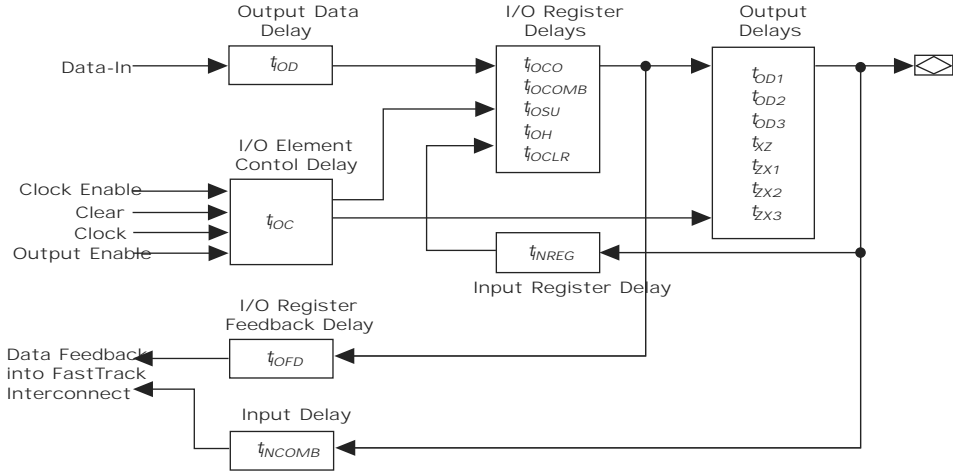 Output Data
Delay
I/O Register
Delays
Output
Delays
Data-In
tIOD
tIOCO
tIOCOMB
tIOSU
tIOH
tIOCLR
tOD1
tOD2
tOD3
tXZ
tZX1
tZX2
tZX3
I/O Element
Contol Delay
Clock Enable
Clear
Clock
Output Enable
tIOC
tINREG
Input Register Delay
I/O Register
Feedback Delay
Data Feedback
into FastTrack
Interconnect
tIOFD
Input Delay
tINCOMB